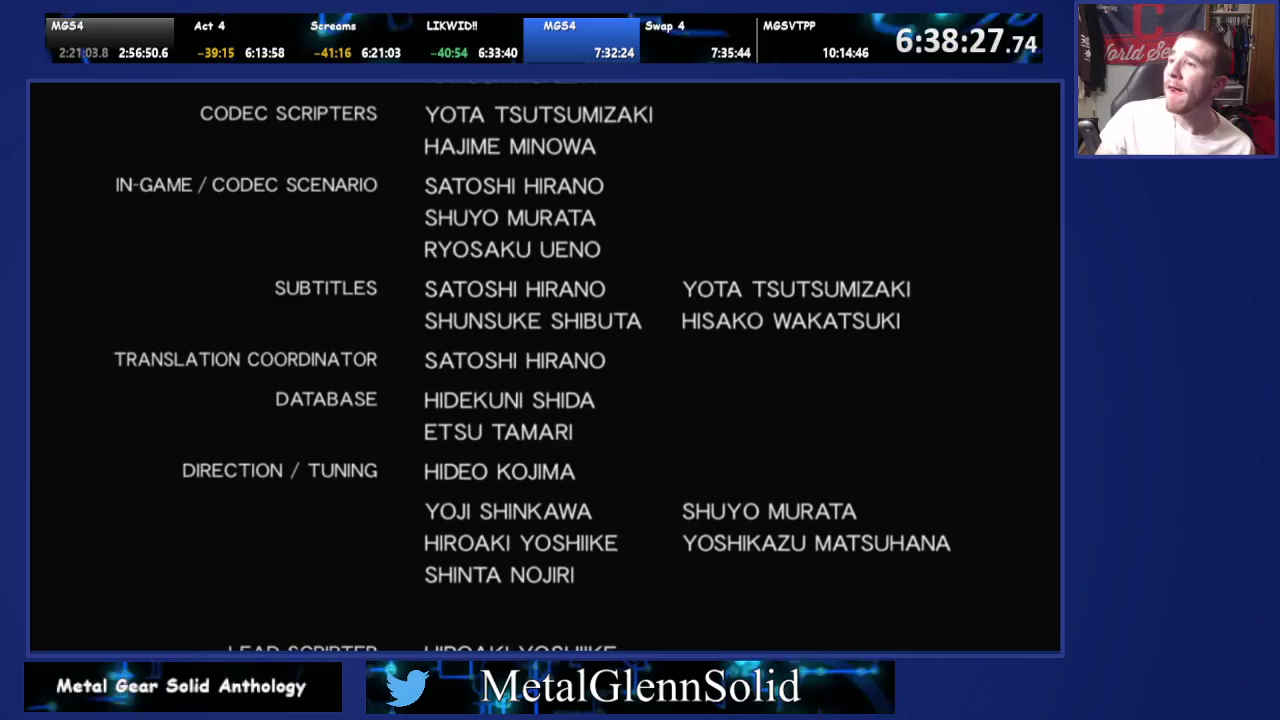 MGS4 Act 4 Screams LIKWID!! MGS4 Swap 4 MGSVTPP
2:21:03.8 2:56:50.6 −39:15 6:13:58 −41:16 6:21:03 −40:54 6:33:40 7:32:24 7:35:44 10:14:46
6:38:27.74
CODEC SCRIPTERS YOTA TSUTSUMIZAKI
HAJIME MINOWA
IN-GAME / CODEC SCENARIO SATOSHI HIRANO
SHUYO MURATA
RYOSAKU UENO
SUBTITLES SATOSHI HIRANO YOTA TSUTSUMIZAKI
SHUNSUKE SHIBUTA HISAKO WAKATSUKI
TRANSLATION COORDINATOR SATOSHI HIRANO
DATABASE HIDEKUNI SHIDA
ETSU TAMARI
DIRECTION / TUNING HIDEO KOJIMA
YOJI SHINKAWA SHUYO MURATA
HIROAKI YOSHIIKE YOSHIKAZU MATSUHANA
SHINTA NOJIRI
LEAD SCRIPTER HIROAKI YOSHIIKE
Metal Gear Solid Anthology
MetalGlennSolid